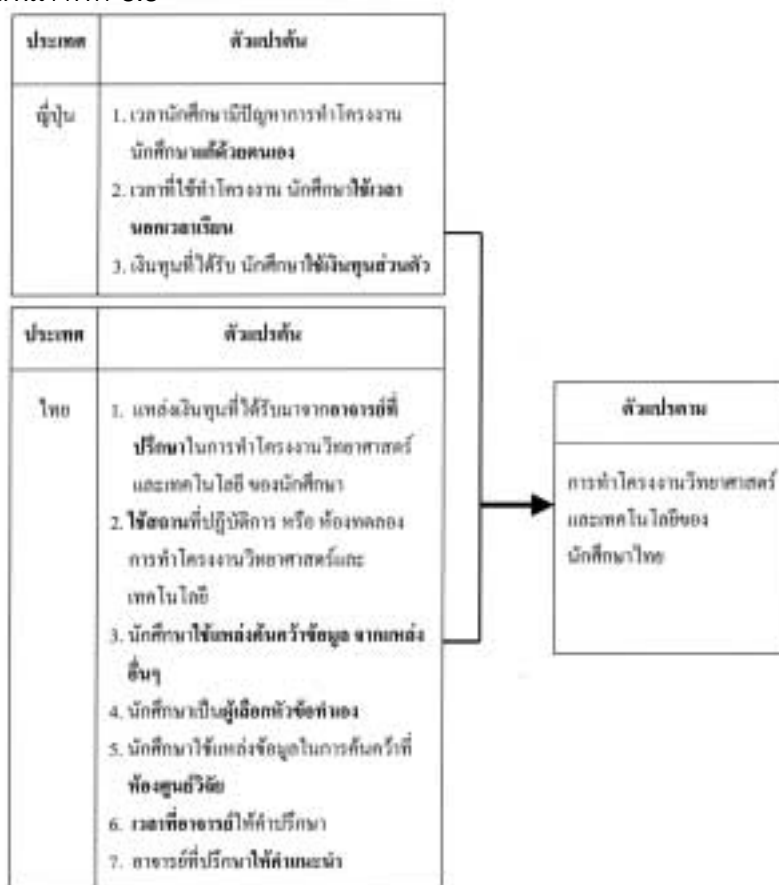 ประเทศ
ตัวแปรต้น
ญี่ปุ่น
1. เวลานักศึกษามีปัญหาการทำโครงงาน
นักศึกษาแก้ด้วยตนเอง
2. เวลาที่ใช้ทำโครงงาน นักศึกษาใช้เวลา
นอกเวลาเรียน
3. เงินทุนที่ได้รับ นักศึกษาใช้เงินทุนส่วนตัว
ประเทศ
ตัวแปรต้น
ไทย
1. แหล่งเงินทุนที่ได้รับมาจากอาจารย์ที่
ปรึกษาในการทำโครงงานวิทยาศาสตร์
และเทคโนโลยี ของนักศึกษา
2. ใช้สถานที่ปฏิบัติการ หรือ ห้องทดลอง
การทำโครงงานวิทยาศาสตร์และ
เทคโนโลยี
3. นักศึกษาใช้แหล่งค้นคว้าข้อมูล จากแหล่ง
อื่นๆ
4. นักศึกษาเป็นผู้เลือกหัวข้อทำเอง
5. นักศึกษาใช้แหล่งข้อมูลในการค้นคว้าที่
ห้องศูนย์วิจัย
6. เวลาที่อาจารย์ให้คำปรึกษา
7. อาจารย์ที่ปรึกษาให้คำแนะนำ
ตัวแปรตาม
การทำโครงงานวิทยาศาสตร์
และเทคโนโลยีของ
นักศึกษาไทย